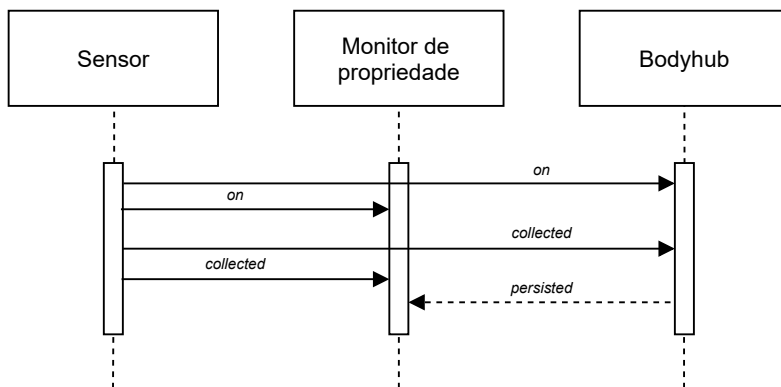 Sensor
Monitor de
propriedade
Bodyhub
on
on
collected
collected
persisted